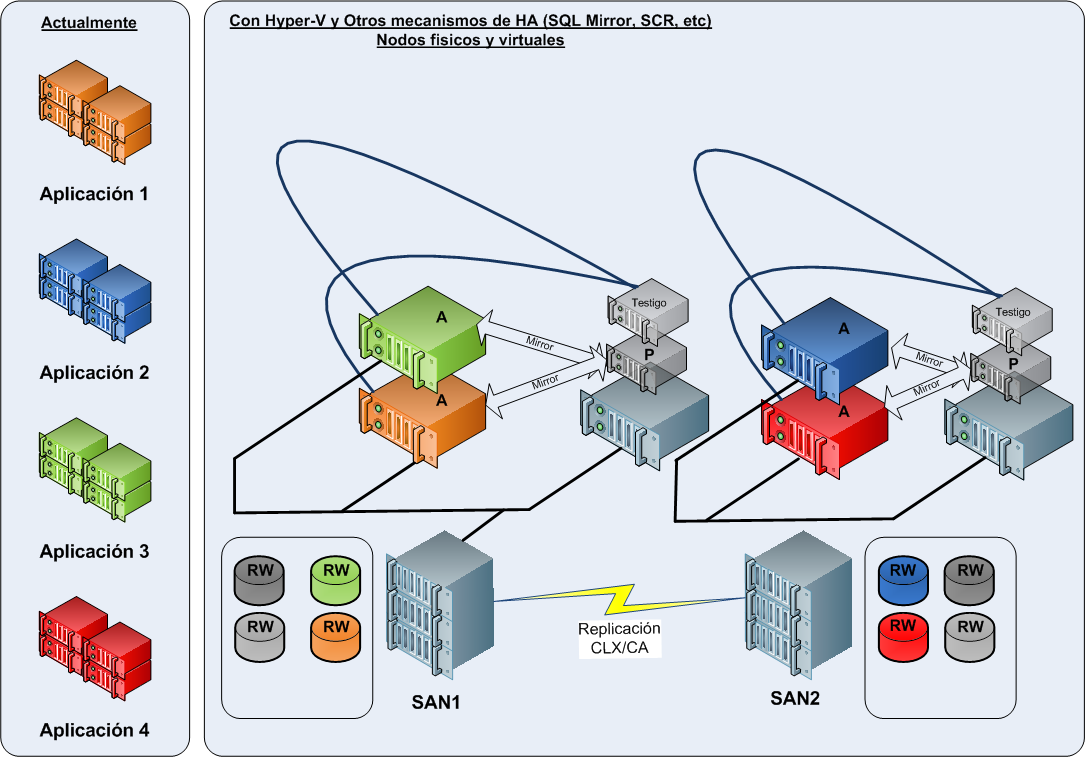 Actualmente
Aplicación 1
Aplicación 2
Aplicación 3
Aplicación 4
Con Hyper-V y Otros mecanismos de HA (SQL Mirror, SCR, etc)
Nodos fisicos y virtuales
Testigo
A
Mirror
P
Mirror
A
Testigo
A
Mirror
P
Mirror
A
RW
RW
RW
RW
SAN1
Replicación
CLX/CA
SAN2
RW
RW
RW
RW